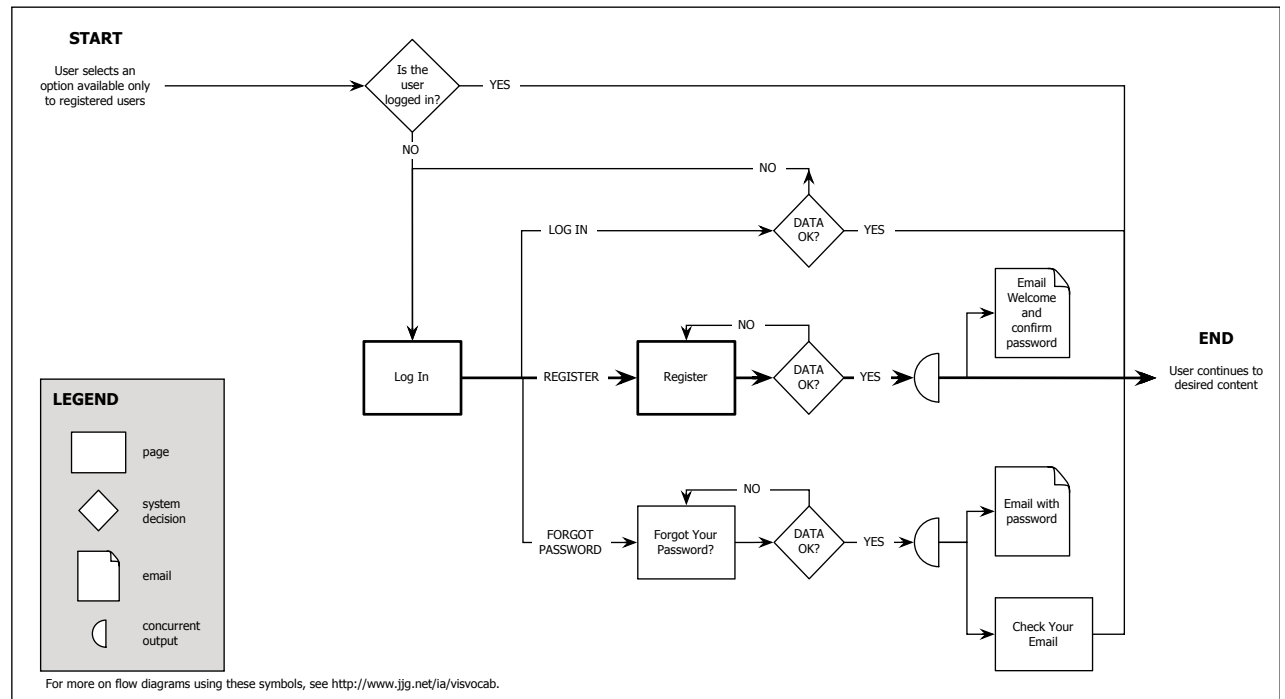 START
User selects an
option available only
to registered users
Is the
user
logged in?
YES
NO
NO
LOG IN
DATA
OK?
YES
Email
Welcome
and
confirm
password
NO
END
Log In
REGISTER
Register
DATA
OK?
YES
User continues to
desired content
LEGEND
page
system
decision
email
concurrent
output
NO
Email with
password
FORGOT
PASSWORD
Forgot Your
Password?
DATA
OK?
YES
Check Your
Email
For more on flow diagrams using these symbols, see http://www.jjg.net/ia/visvocab.